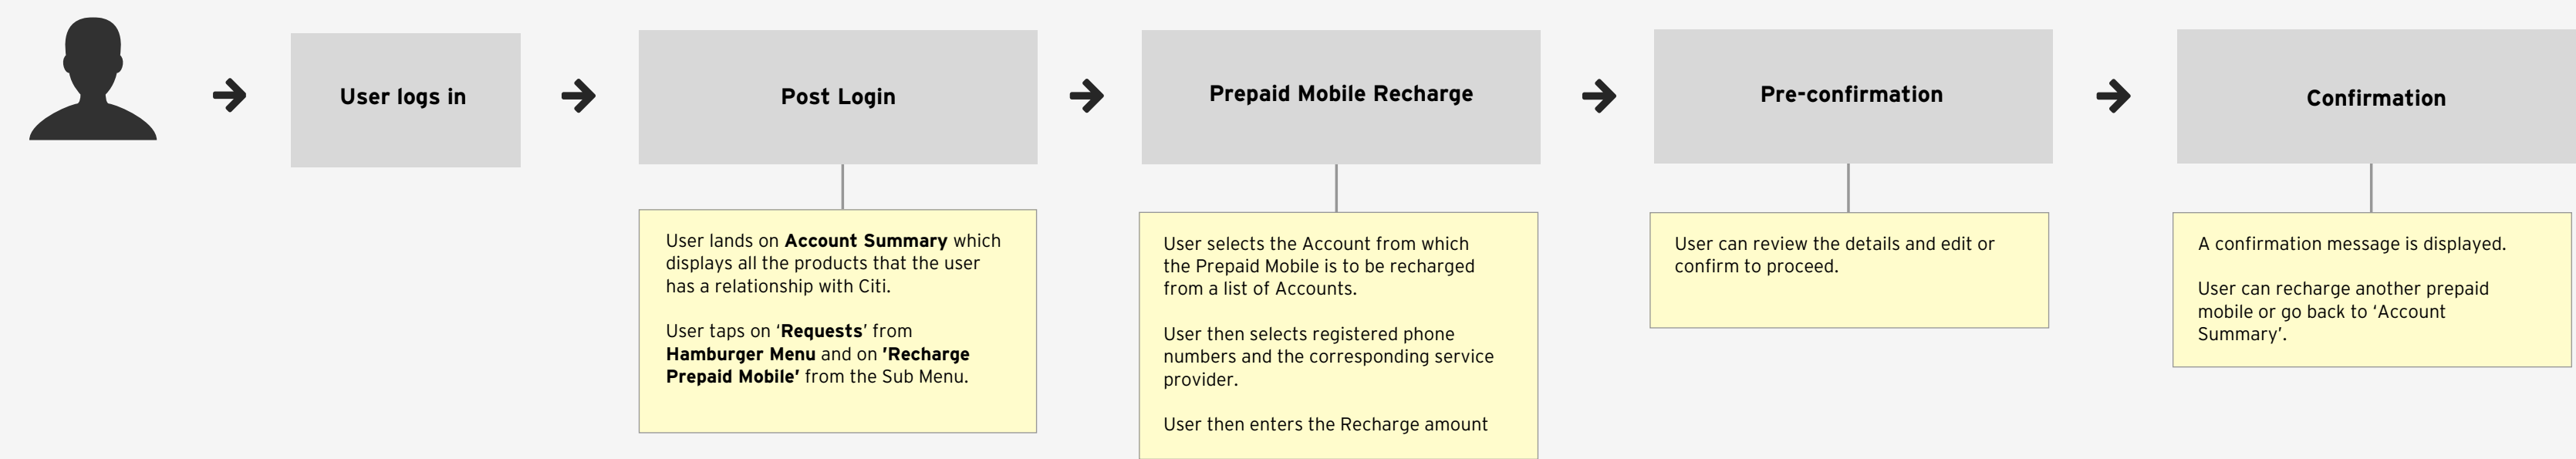 User logs in
Post Login
Prepaid Mobile Recharge
Pre-confirmation
Confirmation
User lands on Account Summary which
displays all the products that the user
has a relationship with Citi.
User taps on ‘Requests’ from
Hamburger Menu and on ’Recharge
Prepaid Mobile’ from the Sub Menu.
User selects the Account from which
the Prepaid Mobile is to be recharged
from a list of Accounts.
User then selects registered phone
numbers and the corresponding service
provider.
User then enters the Recharge amount
User can review the details and edit or
confirm to proceed.
A confirmation message is displayed.
User can recharge another prepaid
mobile or go back to ‘Account
Summary’.